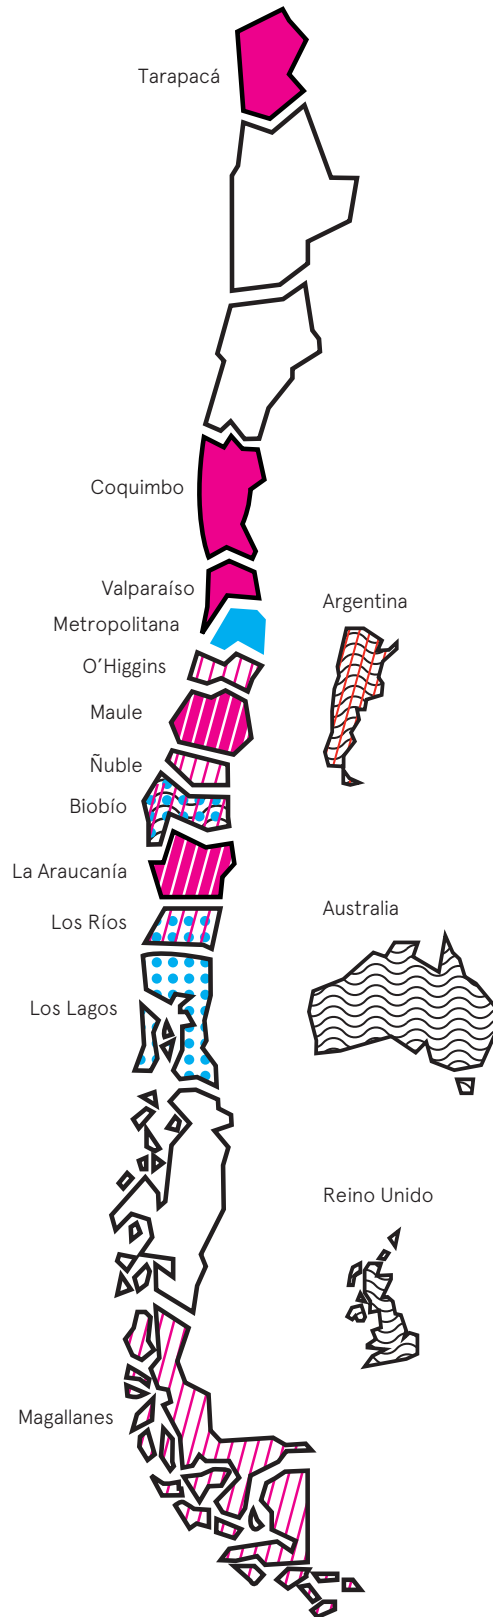 Tarapacá
Coquimbo
Valparaíso
Argentina
Metropolitana
O’Higgins
Maule
Ñuble
Biobío
La Araucanía
Australia
Los Ríos
Los Lagos
Reino Unido
Magallanes